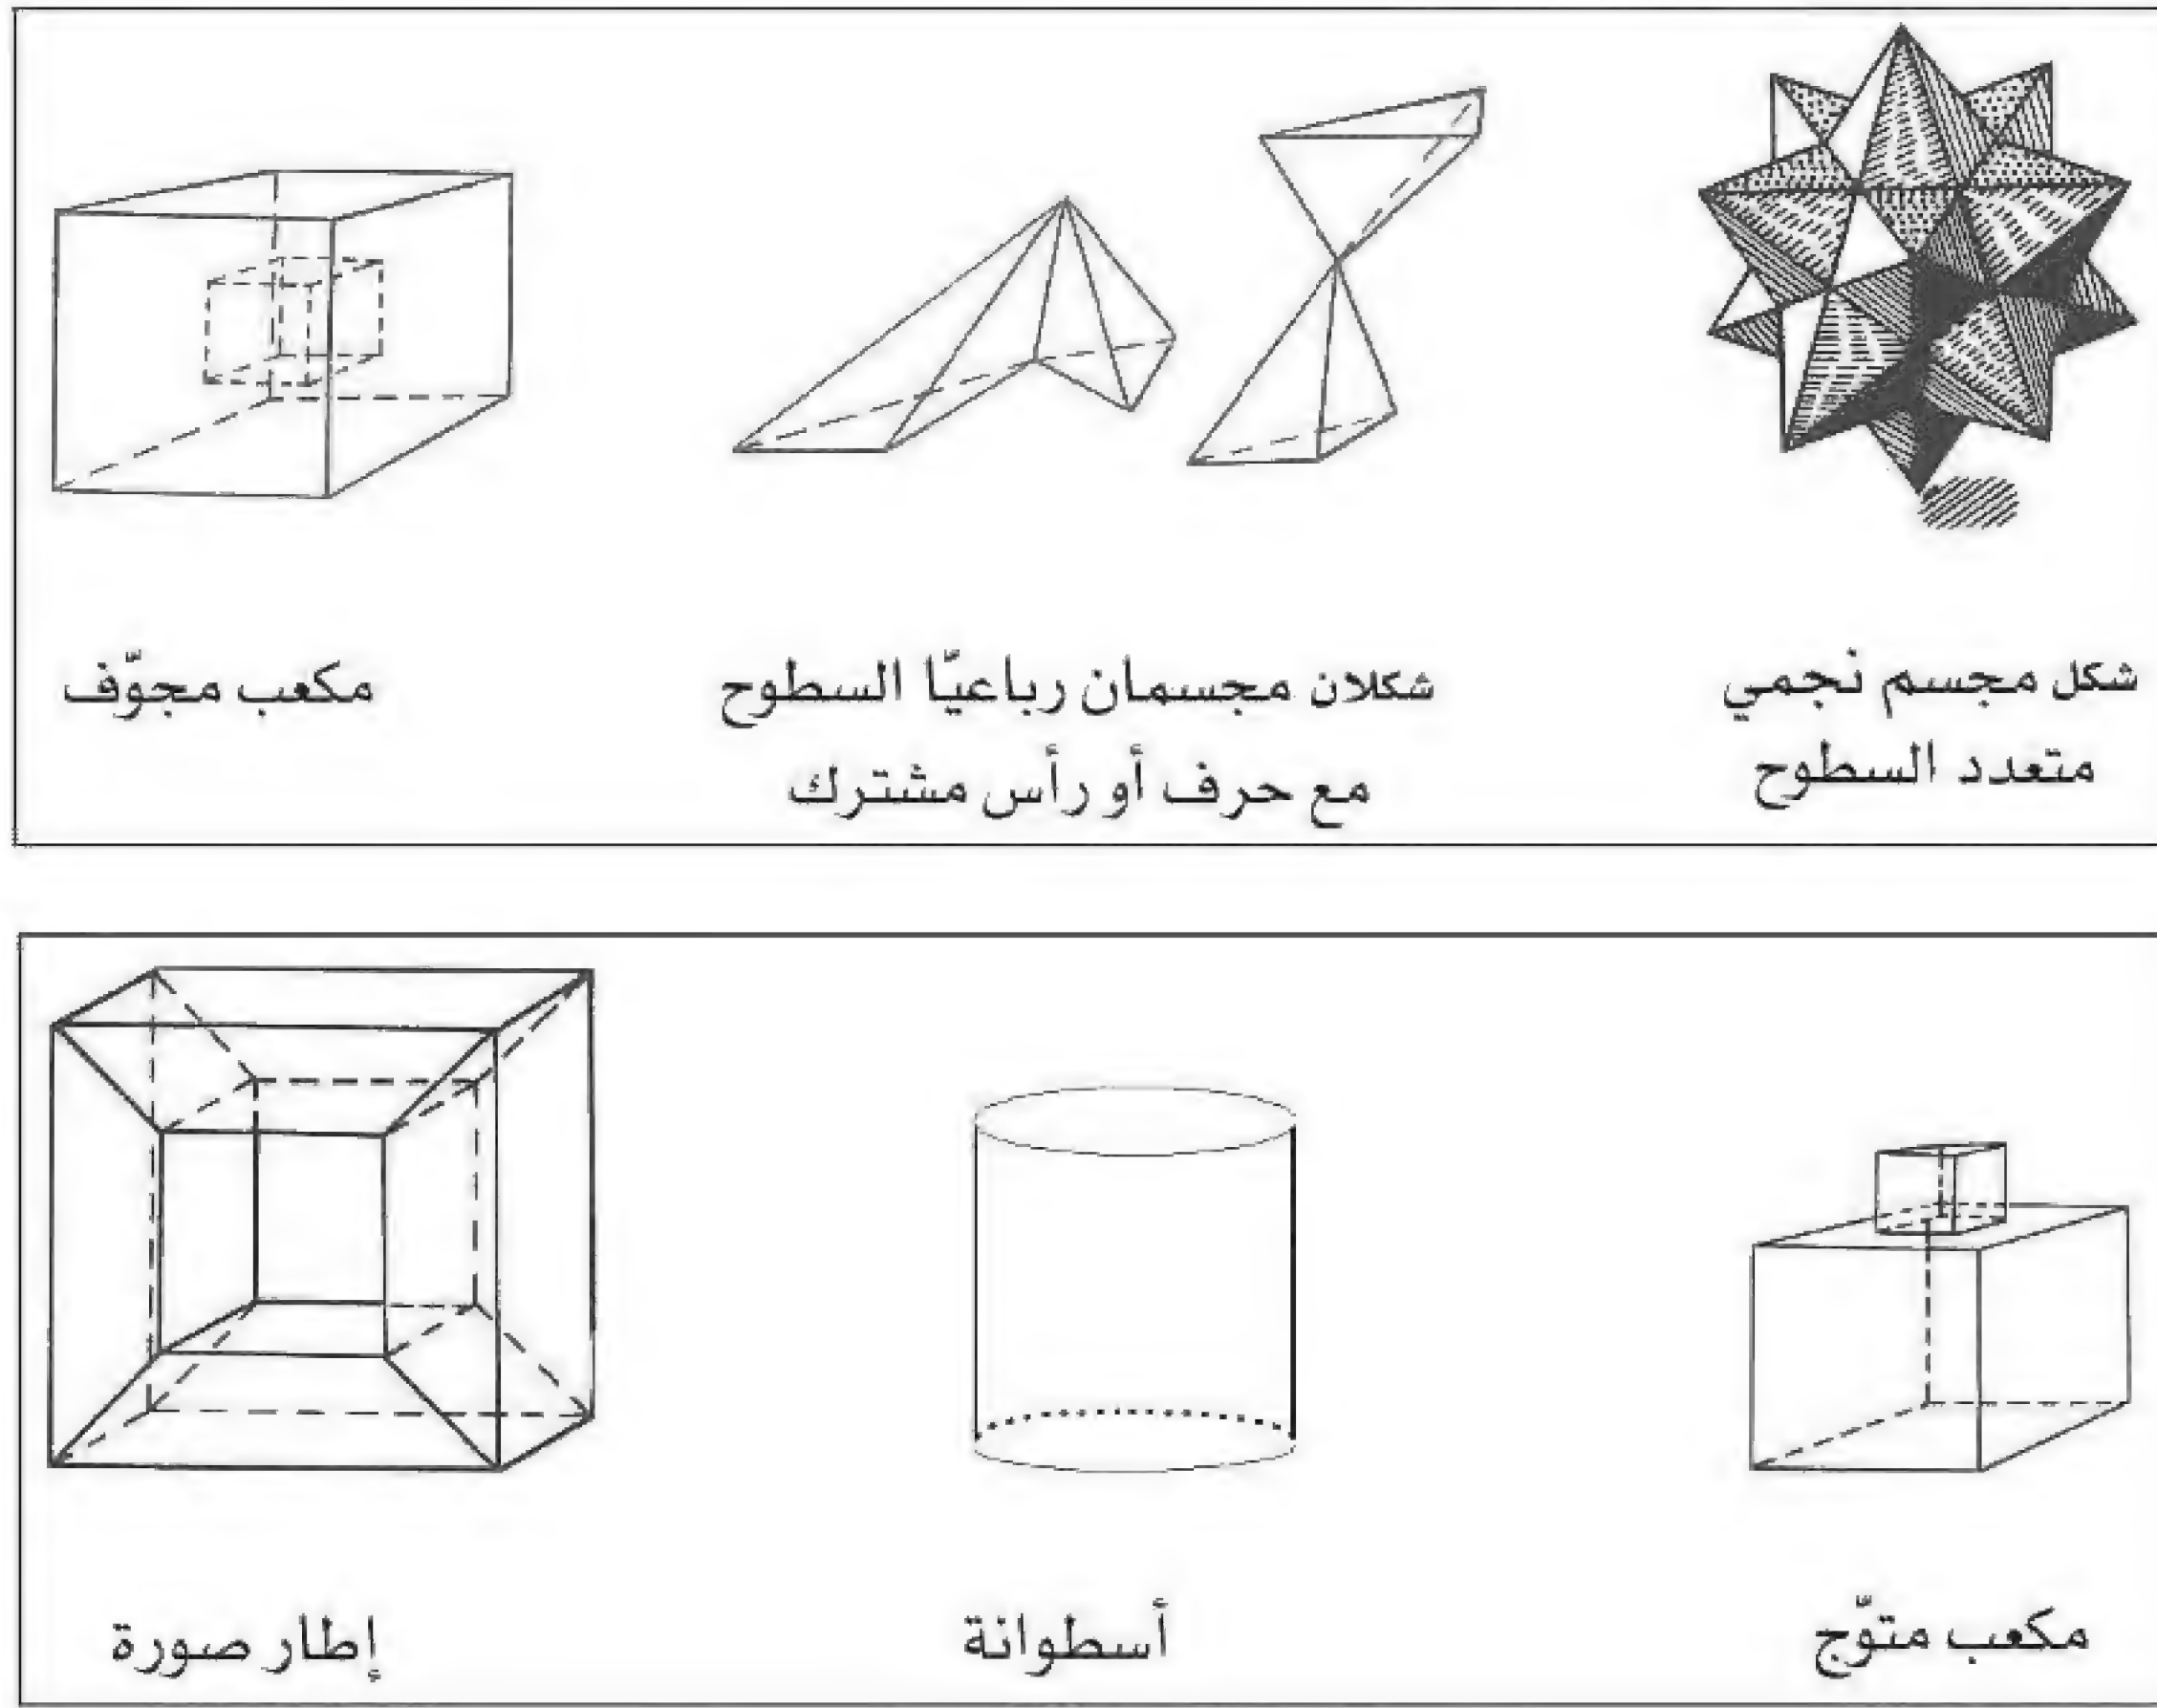 شكل مجسم نجمي
متعدد السطوح
شكلان مجسمان رباعيّا السطوح
مع حرف أو رأس مشترك
مكعب مجوّف
مكعب متوّج
أسطوانة
إطار صورة